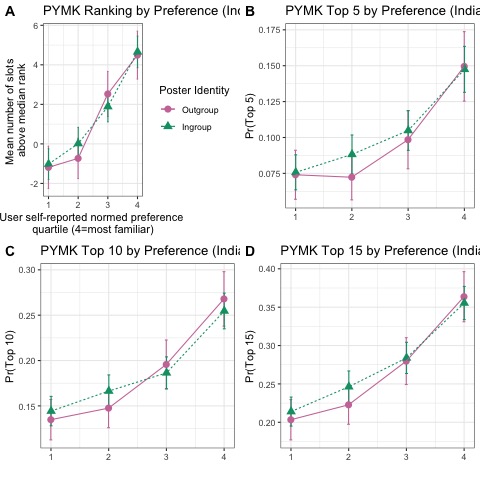 A
PYMK Ranking by Preference (In
6
4
2
0
-2
1 2 3 4
Mean number of slots
above median rank
User self-reported normed preference
quartile (4=most familiar)
Poster Identity
Outgroup
Ingroup
B
PYMK Top 5 by Preference (India
0.175
0.150
0.125
0.100
0.075
1 2 3 4
Pr(Top 5)
C
PYMK Top 10 by Preference (India
0.30
0.25
0.20
0.15
1 2 3 4
Pr(Top 10)
D
PYMK Top 15 by Preference (India
0.40
0.35
0.30
0.25
0.20
1 2 3 4
Pr(Top 15)